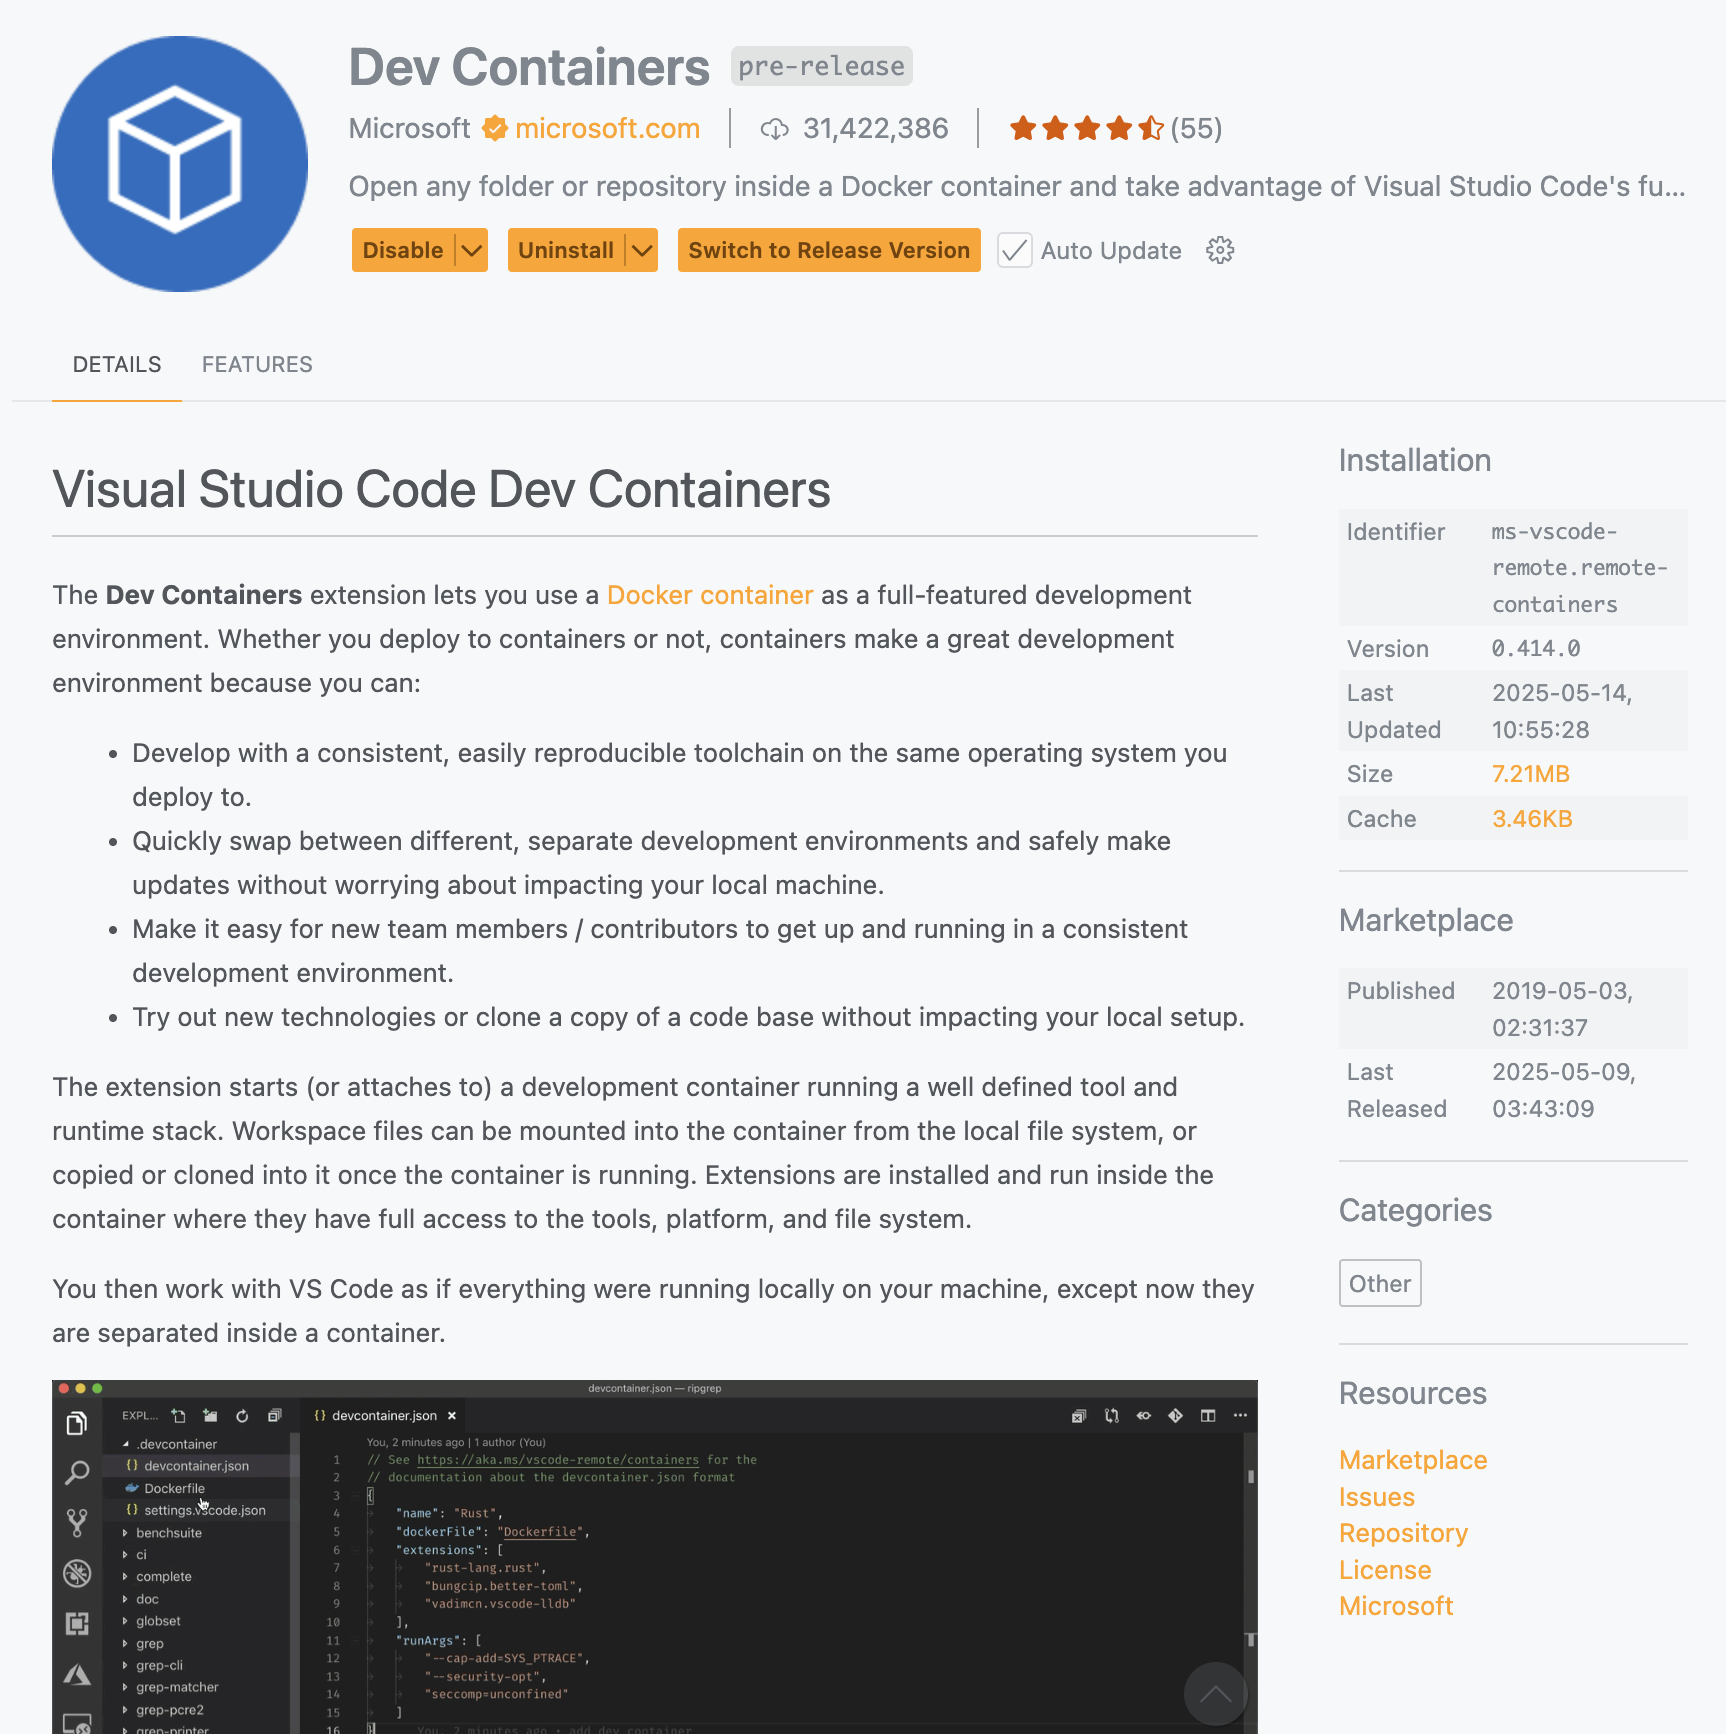 Dev Containers pre-release
Microsoft microsoft.com 31,422,386 (55)
Open any folder or repository inside a Docker container and take advantage of Visual Studio Code's fu...
Disable Uninstall Switch to Release Version Auto Update
DETAILS FEATURES
Visual Studio Code Dev Containers
The Dev Containers extension lets you use a Docker container as a full-featured development
environment. Whether you deploy to containers or not, containers make a great development
environment because you can:
• Develop with a consistent, easily reproducible toolchain on the same operating system you
deploy to.
• Quickly swap between different, separate development environments and safely make
updates without worrying about impacting your local machine.
• Make it easy for new team members / contributors to get up and running in a consistent
development environment.
• Try out new technologies or clone a copy of a code base without impacting your local setup.
The extension starts (or attaches to) a development container running a well defined tool and
runtime stack. Workspace files can be mounted into the container from the local file system, or
copied or cloned into it once the container is running. Extensions are installed and run inside the
container where they have full access to the tools, platform, and file system.
You then work with VS Code as if everything were running locally on your machine, except now they
are separated inside a container.
devcontainer.json — ripgrep
EXPL...
.devcontainer
{} devcontainer.json
Dockerfile
{} settings.vscode.json
benchsuite
ci
complete
doc
globset
grep
grep-cli
grep-matcher
grep-pcre2
grep-printer
{} devcontainer.json ×
You, 2 minutes ago | 1 author (You)
1 // See https://aka.ms/vscode-remote/containers for the
2 // documentation about the devcontainer.json format
3 {
4 "name": "Rust",
5 "dockerFile": "Dockerfile",
6 "extensions": [
7 "rust-lang.rust",
8 "bungcip.better-toml",
9 "vadimcn.vscode-lldb"
10 ],
11 "runArgs": [
12 "--cap-add=SYS_PTRACE",
13 "--security-opt",
14 "seccomp=unconfined"
15 ]
16 } You, 2 minutes ago • add dev container
Installation
Identifier ms-vscode-
remote.remote-
containers
Version 0.414.0
Last 2025-05-14,
Updated 10:55:28
Size 7.21MB
Cache 3.46KB
Marketplace
Published 2019-05-03,
02:31:37
Last 2025-05-09,
Released 03:43:09
Categories
Other
Resources
Marketplace
Issues
Repository
License
Microsoft